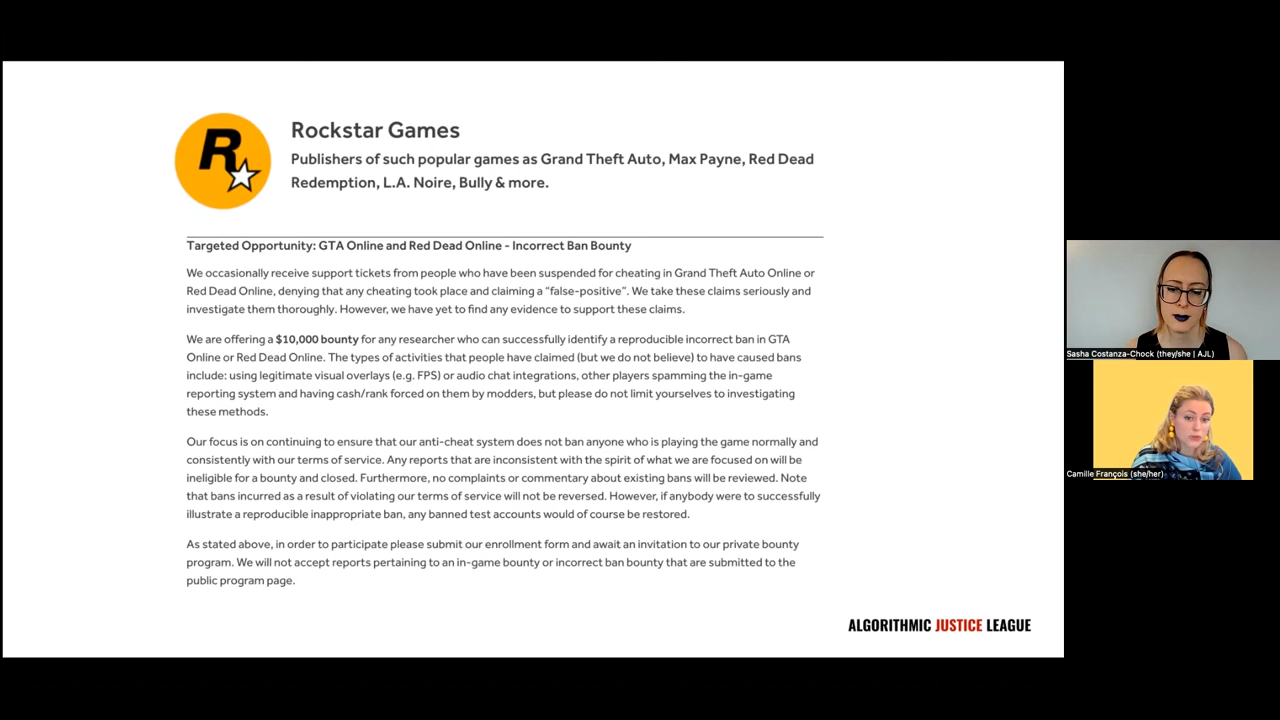 R
Rockstar Games
Publishers of such popular games as Grand Theft Auto, Max Payne, Red Dead
Redemption, L.A. Noire, Bully & more.
Targeted Opportunity: GTA Online and Red Dead Online - Incorrect Ban Bounty
We occasionally receive support tickets from people who have been suspended for cheating in Grand Theft Auto Online or
Red Dead Online, denying that any cheating took place and claiming a “false-positive”. We take these claims seriously and
investigate them thoroughly. However, we have yet to find any evidence to support these claims.
We are offering a $10,000 bounty for any researcher who can successfully identify a reproducible incorrect ban in GTA
Online or Red Dead Online. The types of activities that people have claimed (but we do not believe) to have caused bans
include: using legitimate visual overlays (e.g. FPS) or audio chat integrations, other players spamming the in-game
reporting system and having cash/rank forced on them by modders, but please do not limit yourselves to investigating
these methods.
Our focus is on continuing to ensure that our anti-cheat system does not ban anyone who is playing the game normally and
consistently with our terms of service. Any reports that are inconsistent with the spirit of what we are focused on will be
ineligible for a bounty and closed. Furthermore, no complaints or commentary about existing bans will be reviewed. Note
that bans incurred as a result of violating our terms of service will not be reversed. However, if anybody were to successfully
illustrate a reproducible inappropriate ban, any banned test accounts would of course be restored.
As stated above, in order to participate please submit our enrollment form and await an invitation to our private bounty
program. We will not accept reports pertaining to an in-game bounty or incorrect ban bounty that are submitted to the
public program page.
ALGORITHMIC JUSTICE LEAGUE
Sasha Costanza-Chock (they/she | AJL)
Camille François (she/her)